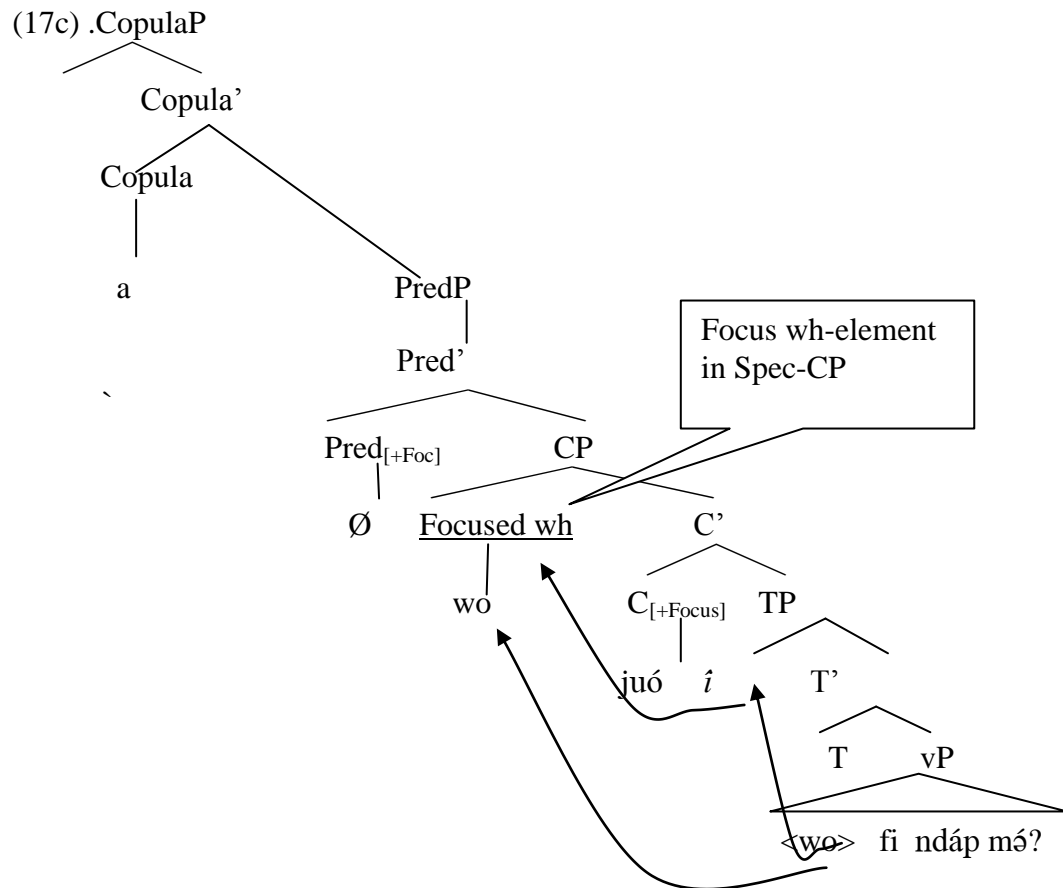 (17c) .CopulaP
Copula’
Copula
a PredP
Focus wh-element
in Spec-CP
Pred’
`
Pred[+Foc] CP
Ø Focused wh C’
wo C[+Focus] TP
juó î T’
T vP
<wo> fi ndáp mə́?